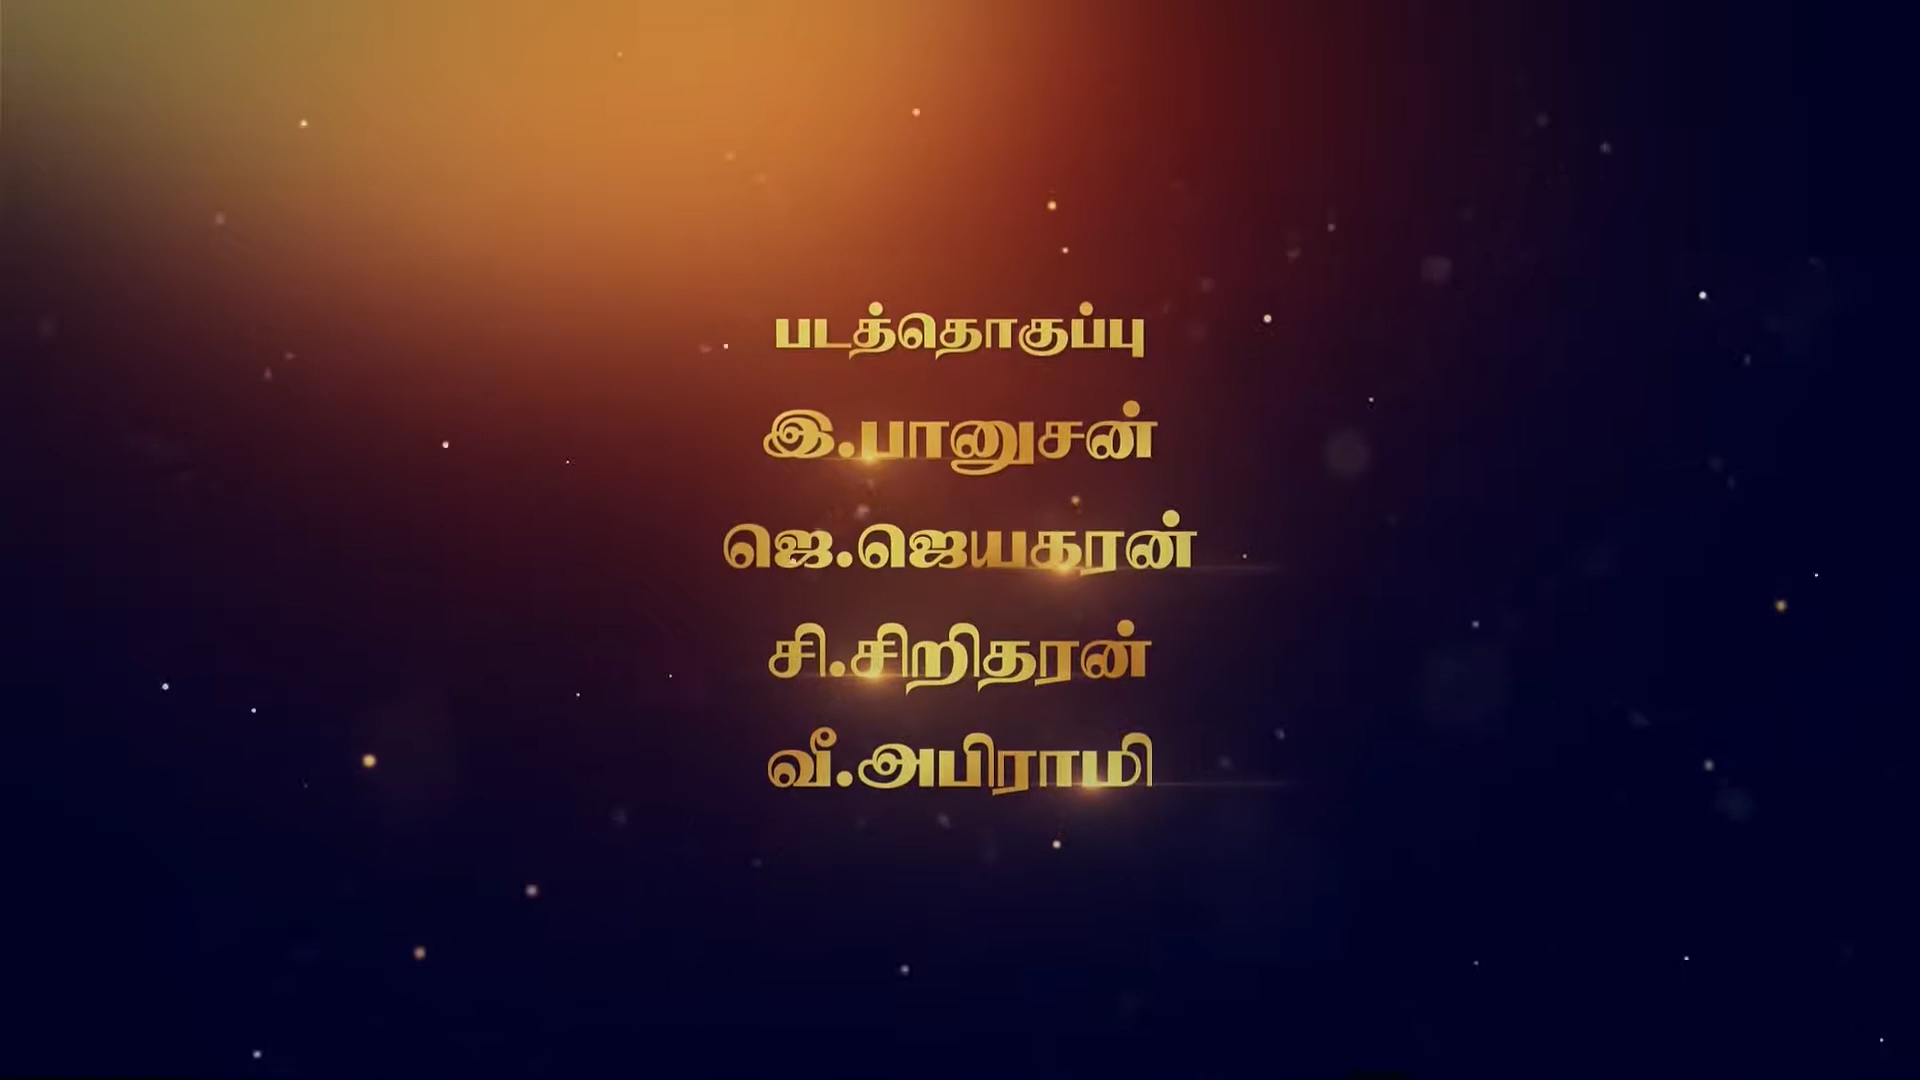 படத்தொகுப்பு
இ.பானுசன்
ஜெ.ஜெயகரன்
சி.சிறிதரன்
வீ.அபிராமி